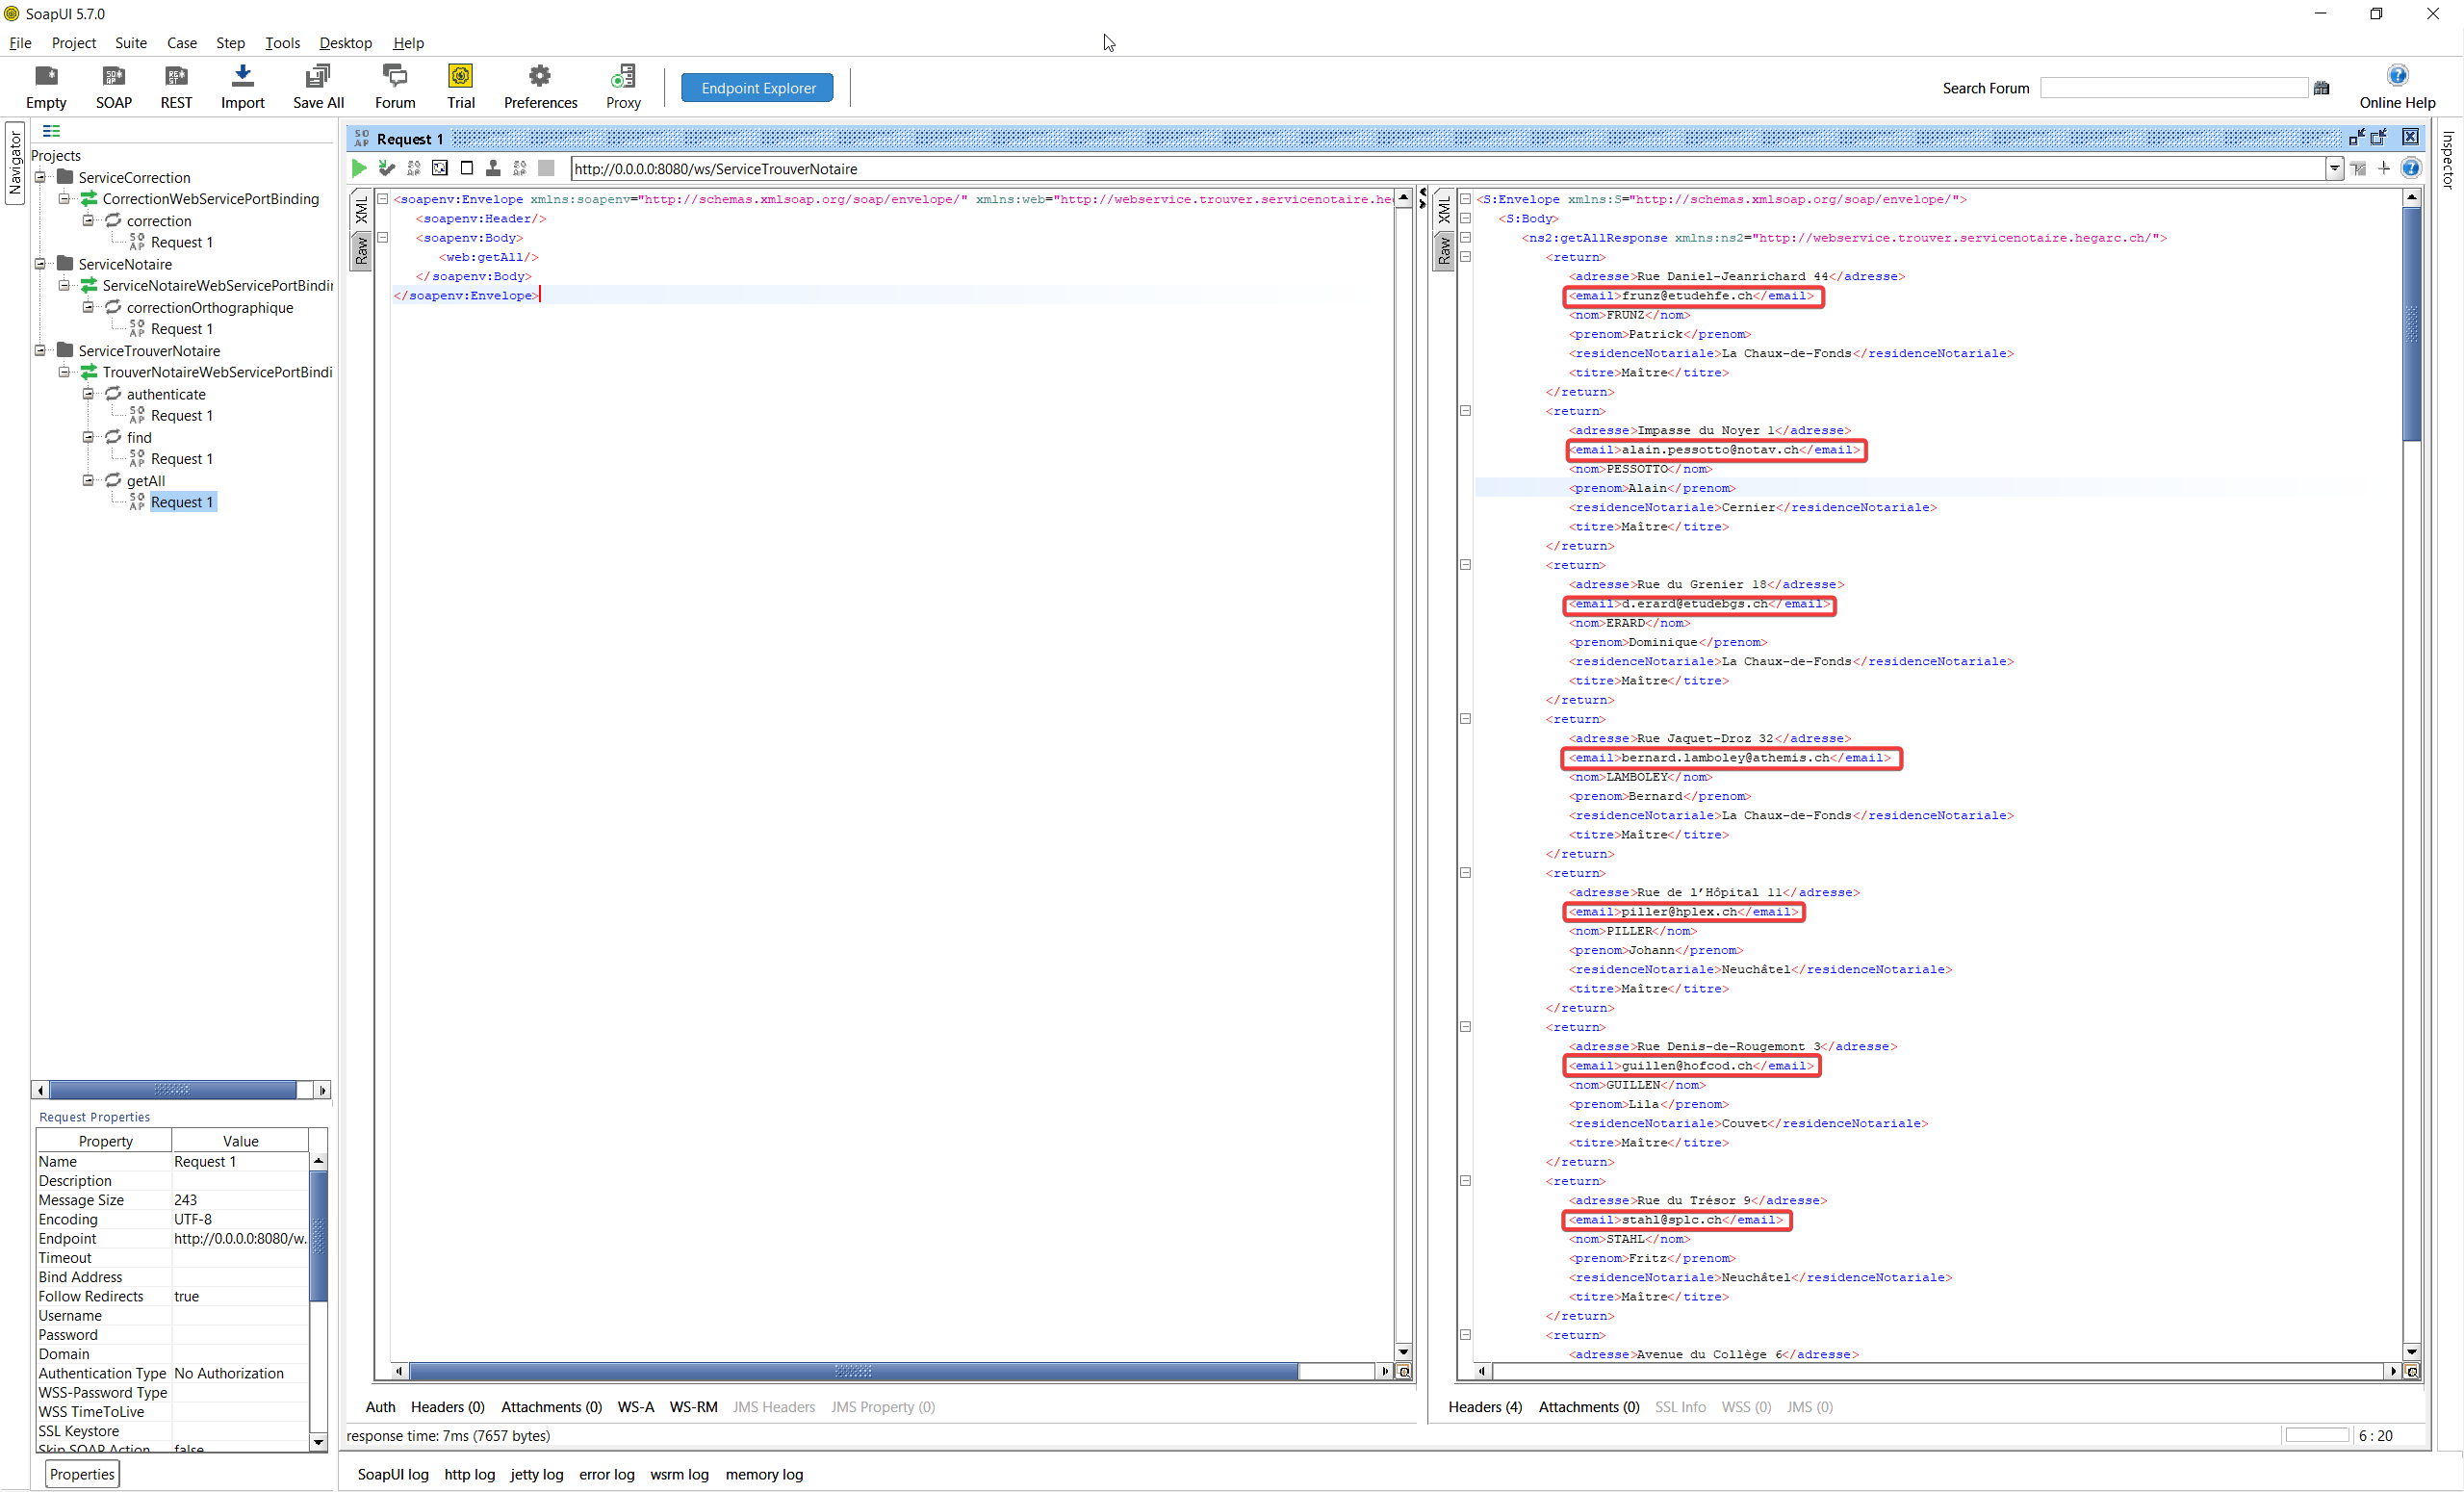 SoapUI 5.7.0
File Project Suite Case Step Tools Desktop Help
Empty SOAP REST Import Save All Forum Trial Preferences Proxy Endpoint Explorer Search Forum Online Help
Navigator
Projects
ServiceCorrection
CorrectionWebServicePortBinding
correction
Request 1
ServiceNotaire
ServiceNotaireWebServicePortBindir
correctionOrthographique
Request 1
ServiceTrouverNotaire
TrouverNotaireWebServicePortBindi
authenticate
Request 1
find
Request 1
getAll
Request 1
Request Properties
Property Value
Name Request 1
Description
Message Size 243
Encoding UTF-8
Endpoint http://0.0.0.0:8080/w.
Timeout
Bind Address
Follow Redirects true
Username
Password
Domain
Authentication Type No Authorization
WSS-Password Type
WSS TimeToLive
SSL Keystore
Skip SOAP Action false
Properties
Request 1
http://0.0.0.0:8080/ws/ServiceTrouverNotaire
XML
Raw
<soapenv:Envelope xmlns:soapenv="http://schemas.xmlsoap.org/soap/envelope/" xmlns:web="http://webservice.trouver.servicenotaire.he
<soapenv:Header/>
<soapenv:Body>
<web:getAll/>
</soapenv:Body>
</soapenv:Envelope>
Auth Headers (0) Attachments (0) WS-A WS-RM JMS Headers JMS Property (0)
response time: 7ms (7657 bytes)
XML
Raw
<S:Envelope xmlns:S="http://schemas.xmlsoap.org/soap/envelope/">
<S:Body>
<ns2:getAllResponse xmlns:ns2="http://webservice.trouver.servicenotaire.hegarc.ch/">
<return>
<adresse>Rue Daniel-Jeanrichard 44</adresse>
<email>frunz@etudehfe.ch</email>
<nom>FRUNZ</nom>
<prenom>Patrick</prenom>
<residenceNotariale>La Chaux-de-Fonds</residenceNotariale>
<titre>Maître</titre>
</return>
<return>
<adresse>Impasse du Noyer 1</adresse>
<email>alain.pessotto@notav.ch</email>
<nom>PESSOTTO</nom>
<prenom>Alain</prenom>
<residenceNotariale>Cernier</residenceNotariale>
<titre>Maître</titre>
</return>
<return>
<adresse>Rue du Grenier 18</adresse>
<email>d.erard@etudebgs.ch</email>
<nom>ERARD</nom>
<prenom>Dominique</prenom>
<residenceNotariale>La Chaux-de-Fonds</residenceNotariale>
<titre>Maître</titre>
</return>
<return>
<adresse>Rue Jaquet-Droz 32</adresse>
<email>bernard.lamboley@athemis.ch</email>
<nom>LAMBOLEY</nom>
<prenom>Bernard</prenom>
<residenceNotariale>La Chaux-de-Fonds</residenceNotariale>
<titre>Maître</titre>
</return>
<return>
<adresse>Rue de l'Hôpital 11</adresse>
<email>piller@hplex.ch</email>
<nom>PILLER</nom>
<prenom>Johann</prenom>
<residenceNotariale>Neuchâtel</residenceNotariale>
<titre>Maître</titre>
</return>
<return>
<adresse>Rue Denis-de-Rougemont 3</adresse>
<email>guillen@hofcod.ch</email>
<nom>GUILLEN</nom>
<prenom>Lila</prenom>
<residenceNotariale>Couvet</residenceNotariale>
<titre>Maître</titre>
</return>
<return>
<adresse>Rue du Trésor 9</adresse>
<email>stahl@splc.ch</email>
<nom>STAHL</nom>
<prenom>Fritz</prenom>
<residenceNotariale>Neuchâtel</residenceNotariale>
<titre>Maître</titre>
</return>
<return>
<adresse>Avenue du Collège 6</adresse>
Headers (4) Attachments (0) SSL Info WSS (0) JMS (0)
6 : 20
SoapUI log http log jetty log error log wsrm log memory log
Inspector